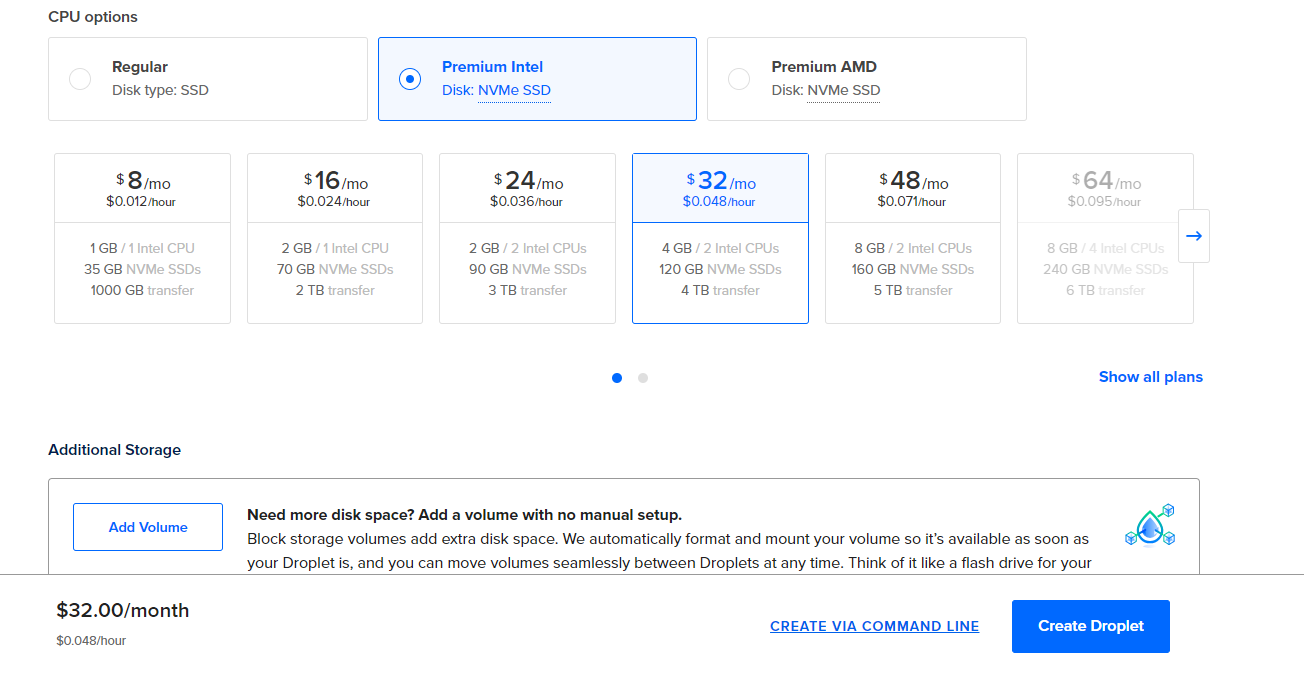 CPU options
Regular
Disk type: SSD
Premium Intel
Disk: NVMe SSD
Premium AMD
Disk: NVMe SSD
$8/mo
$0.012/hour
1 GB / 1 Intel CPU
35 GB NVMe SSDs
1000 GB transfer
$16/mo
$0.024/hour
2 GB / 1 Intel CPU
70 GB NVMe SSDs
2 TB transfer
$24/mo
$0.036/hour
2 GB / 2 Intel CPUs
90 GB NVMe SSDs
3 TB transfer
$32/mo
$0.048/hour
4 GB / 2 Intel CPUs
120 GB NVMe SSDs
4 TB transfer
$48/mo
$0.071/hour
8 GB / 2 Intel CPUs
160 GB NVMe SSDs
5 TB transfer
$64/mo
$0.095/hour
8 GB / 4 Intel CPUs
240 GB NVMe SSDs
6 TB transfer
Show all plans
Additional Storage
Add Volume
Need more disk space? Add a volume with no manual setup.
Block storage volumes add extra disk space. We automatically format and mount your volume so it’s available as soon as
your Droplet is, and you can move volumes seamlessly between Droplets at any time. Think of it like a flash drive for your
$32.00/month
$0.048/hour
CREATE VIA COMMAND LINE
Create Droplet